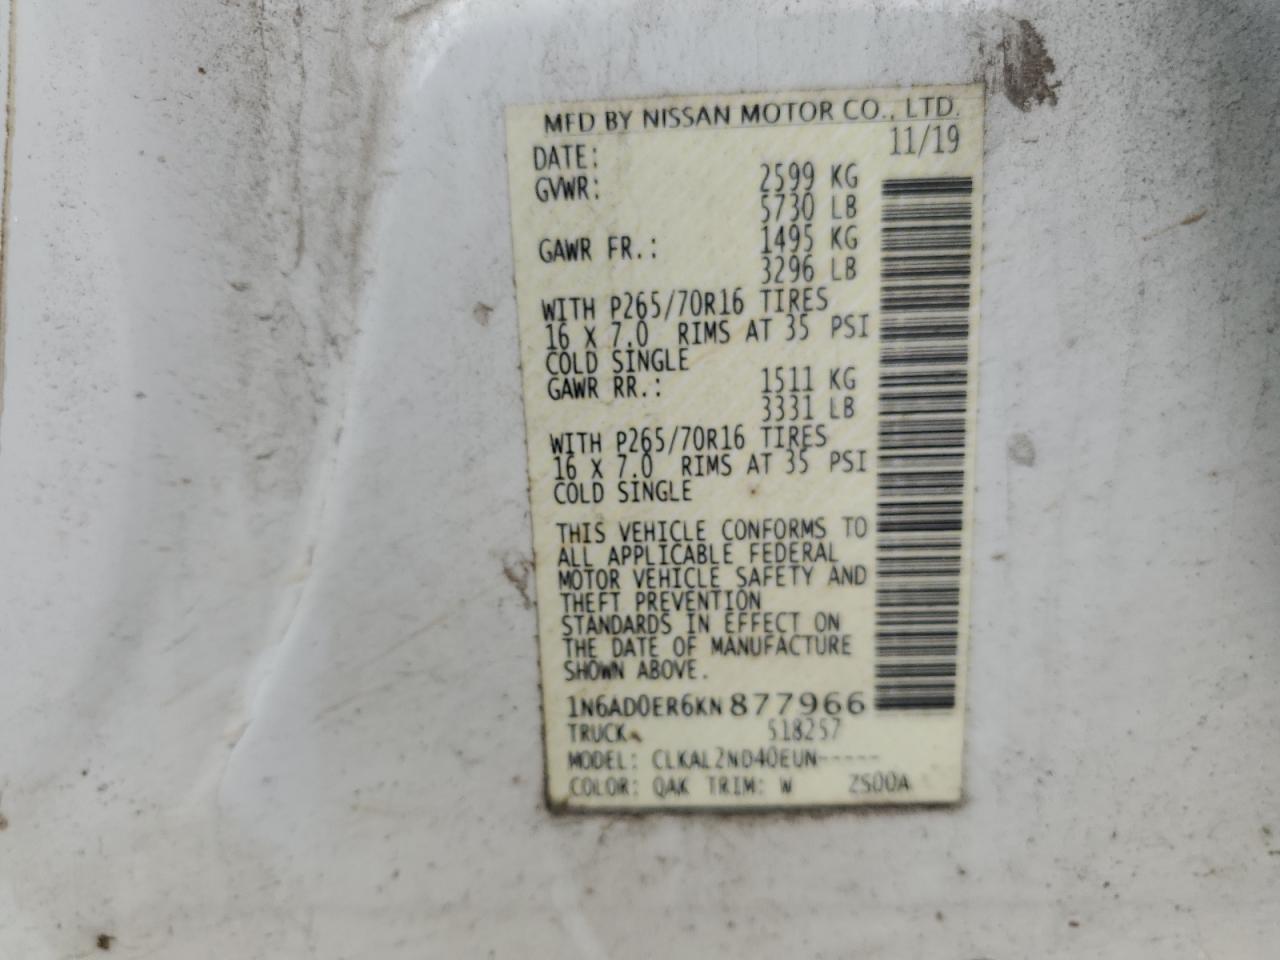 MFD BY NISSAN MOTOR CO., LTD.
DATE: 11/19
GVWR: 2599 KG
5730 LB
GAWR FR.: 1495 KG
3296 LB
WITH P265/70R16 TIRES
16 X 7.0 RIMS AT 35 PSI
COLD SINGLE
GAWR RR.: 1511 KG
3331 LB
WITH P265/70R16 TIRES
16 X 7.0 RIMS AT 35 PSI
COLD SINGLE
THIS VEHICLE CONFORMS TO
ALL APPLICABLE FEDERAL
MOTOR VEHICLE SAFETY AND
THEFT PREVENTION
STANDARDS IN EFFECT ON
THE DATE OF MANUFACTURE
SHOWN ABOVE.
1N6AD0ER6KN877966
TRUCK 518257
MODEL: CLKAL2ND40EUN-----
COLOR: QAK TRIM: W 2S00A